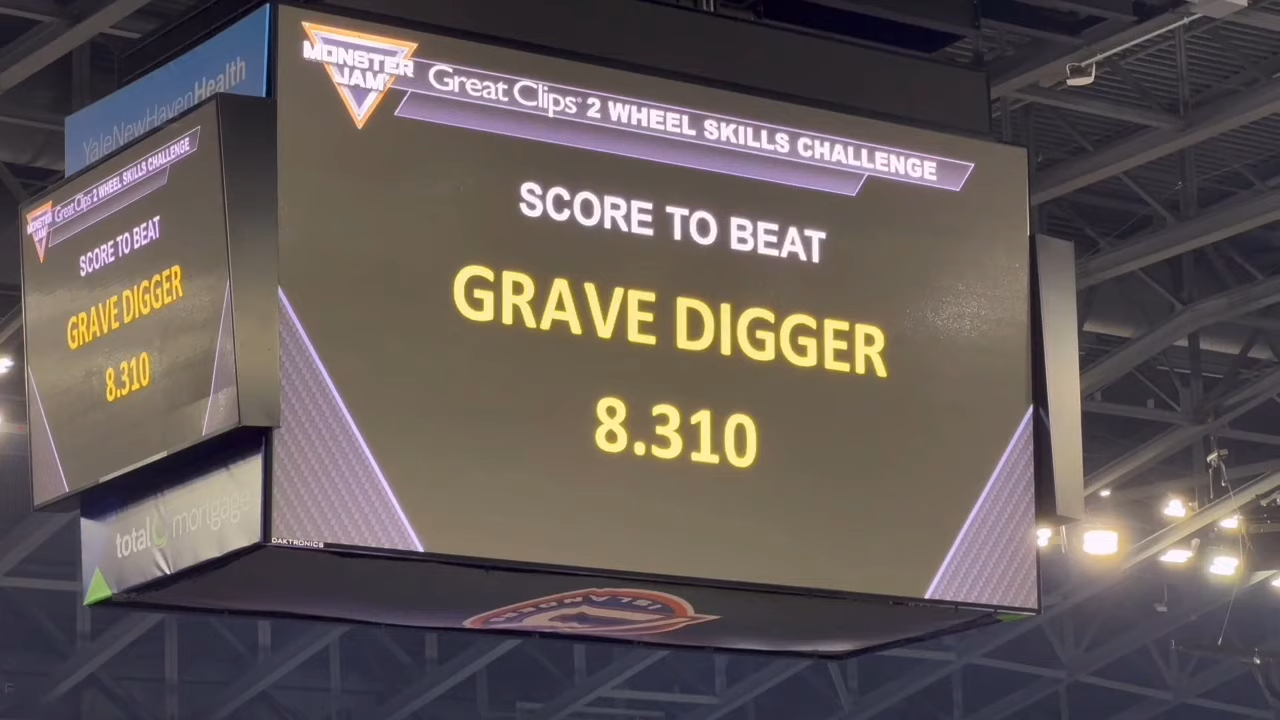 YaleNewHavenHealth
MONSTER
JAM
Great Clips® 2 WHEEL SKILLS CHALLENGE
SCORE TO BEAT
GRAVE DIGGER
8.310
MONSTER
JAM
Great Clips 2 WHEEL SKILLS CHALLENGE
SCORE TO BEAT
GRAVE DIGGER
8.310
total mortgage
DAKTRONICS
ISLANDERS